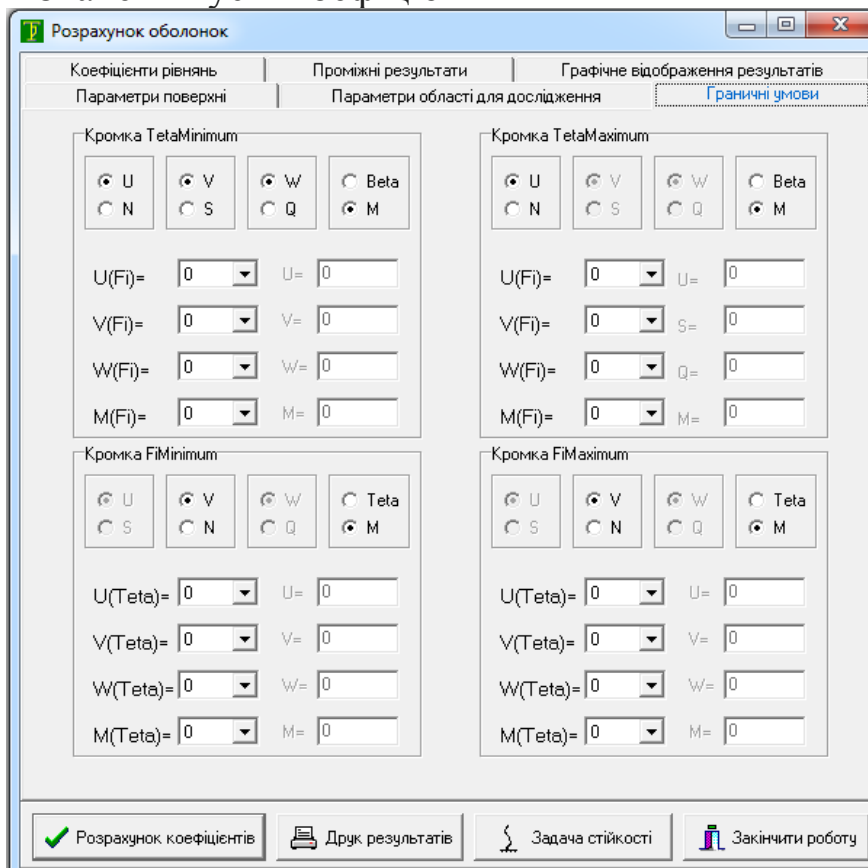 Розрахунок оболонок
Коефіцієнти рівнянь Проміжні результати Графічне відображення результатів
Параметри поверхні Параметри області для дослідження Граничні умови
Кромка TetaMinimum
U V W Beta
N S Q M
U(Fi)= 0 U= 0
V(Fi)= 0 V= 0
W(Fi)= 0 W= 0
M(Fi)= 0 M= 0
Кромка TetaMaximum
U V W Beta
N S Q M
U(Fi)= 0 U= 0
V(Fi)= 0 S= 0
W(Fi)= 0 Q= 0
M(Fi)= 0 M= 0
Кромка FiMinimum
U V W Teta
S N Q M
U(Teta)= 0 U= 0
V(Teta)= 0 V= 0
W(Teta)= 0 W= 0
M(Teta)= 0 M= 0
Кромка FiMaximum
U V W Teta
S N Q M
U(Teta)= 0 U= 0
V(Teta)= 0 V= 0
W(Teta)= 0 W= 0
M(Teta)= 0 M= 0
Розрахунок коефіцієнтів Друк результатів Задача стійкості Закінчити роботу